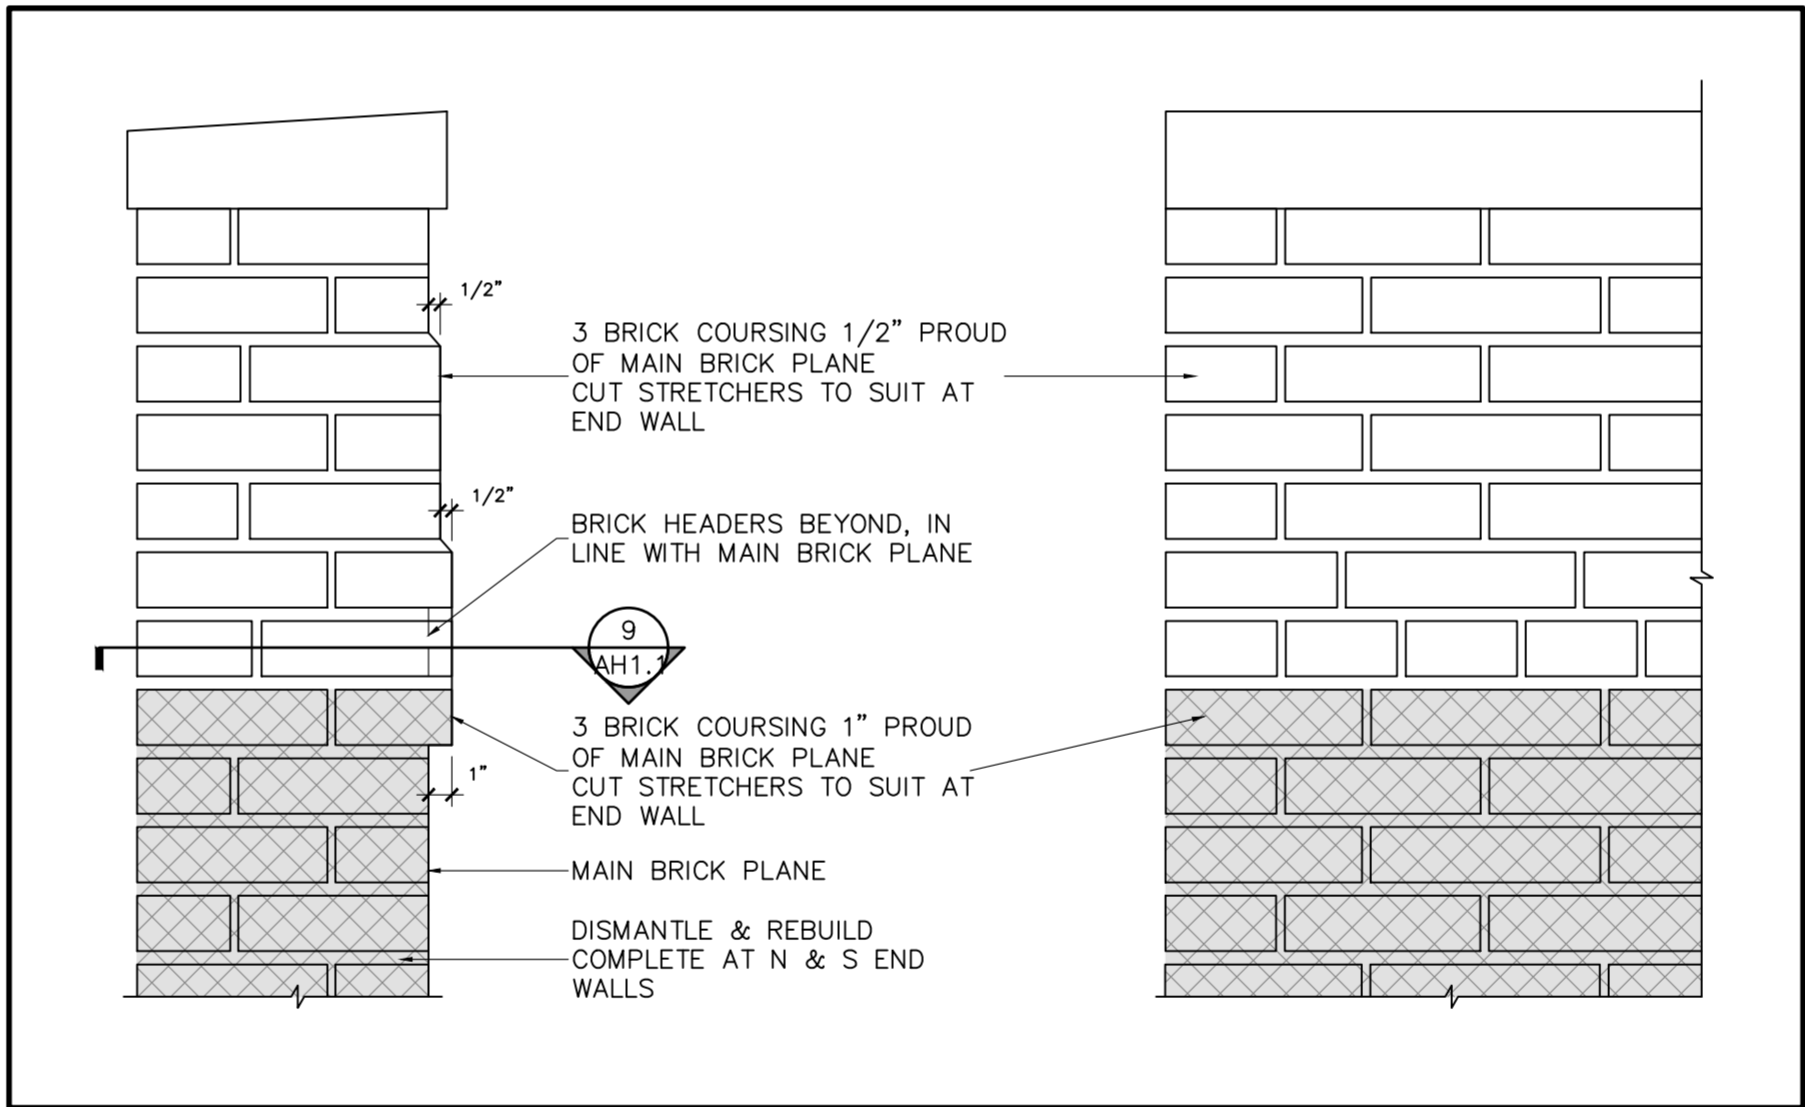 1/2”
3 BRICK COURSING 1/2” PROUD
OF MAIN BRICK PLANE
CUT STRETCHERS TO SUIT AT
END WALL
1/2”
BRICK HEADERS BEYOND, IN
LINE WITH MAIN BRICK PLANE
9
AH1.1
3 BRICK COURSING 1” PROUD
OF MAIN BRICK PLANE
CUT STRETCHERS TO SUIT AT
END WALL
1”
MAIN BRICK PLANE
DISMANTLE & REBUILD
COMPLETE AT N & S END
WALLS